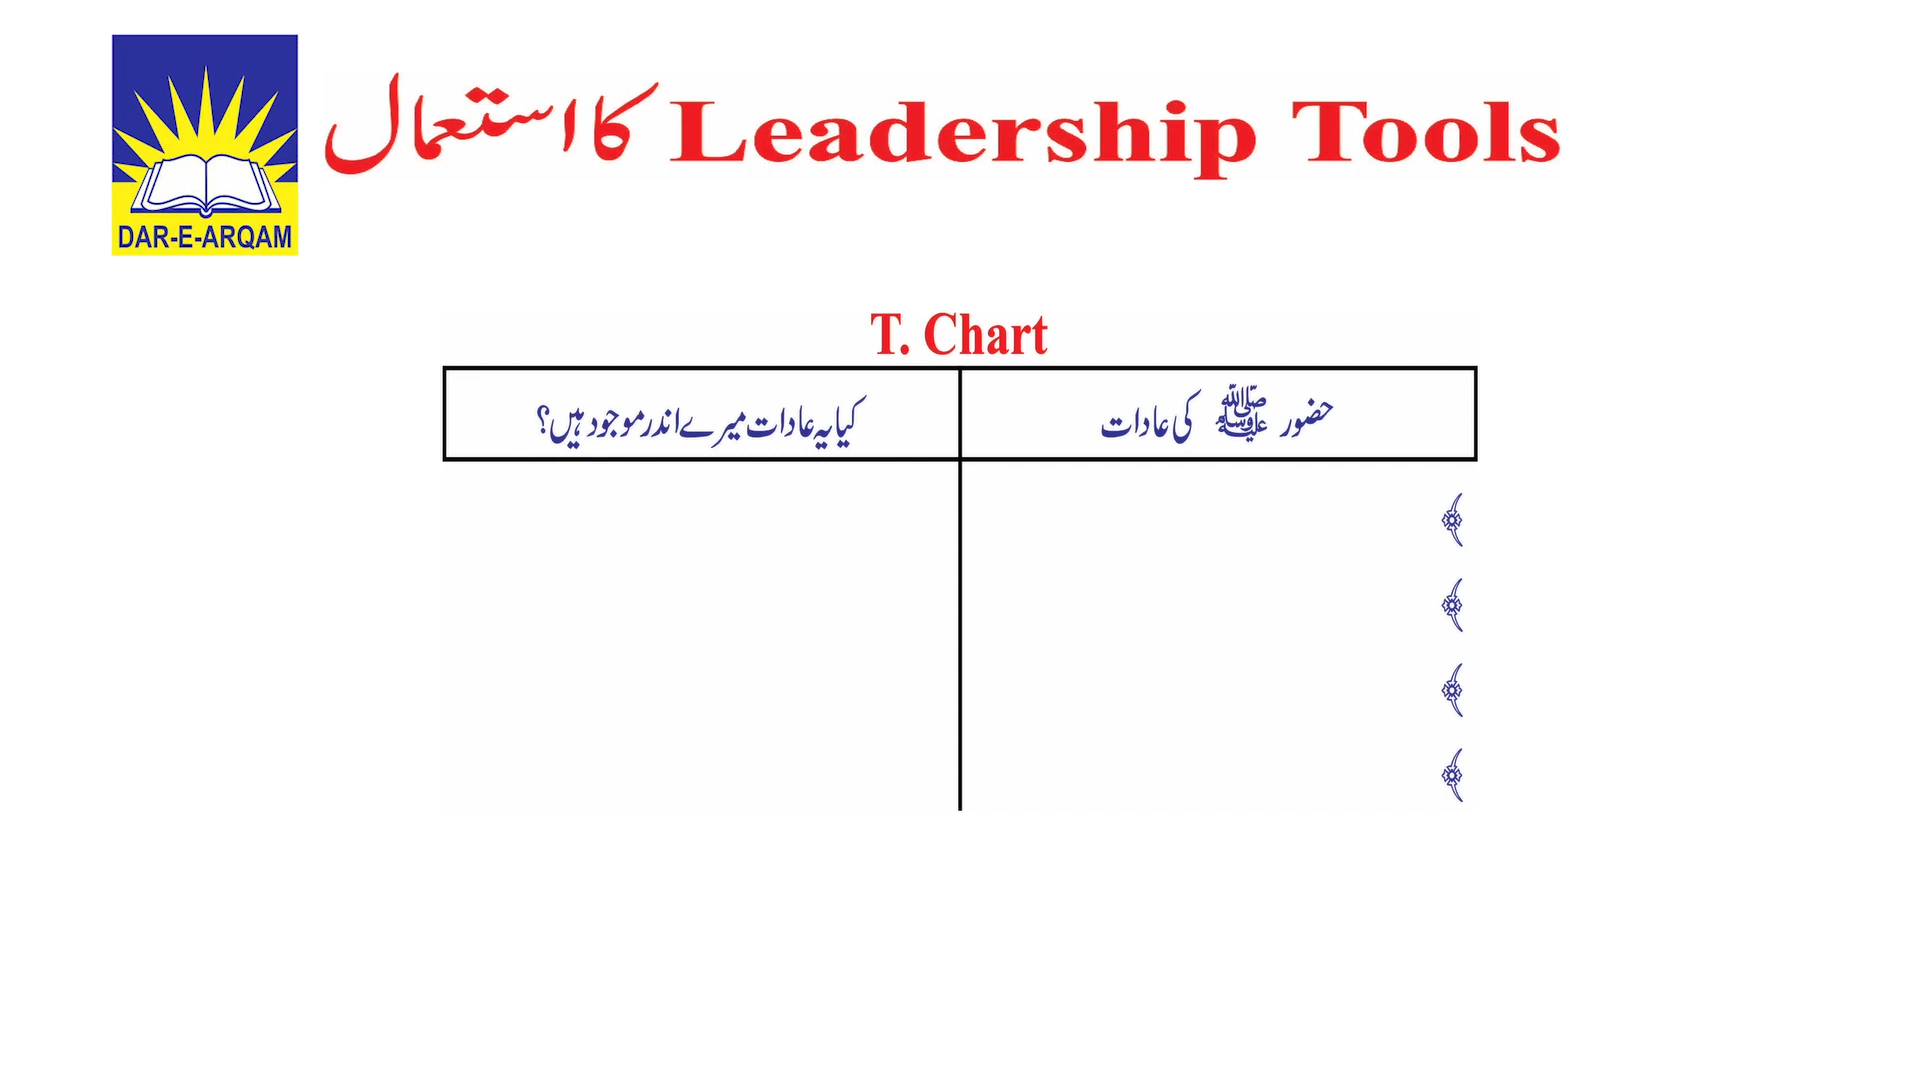 Leadership Tools کا استعمال
DAR-E-ARQAM
T. Chart
حضور ﷺ کی عادات
کیا یہ عادات میرے اندر موجود ہیں؟